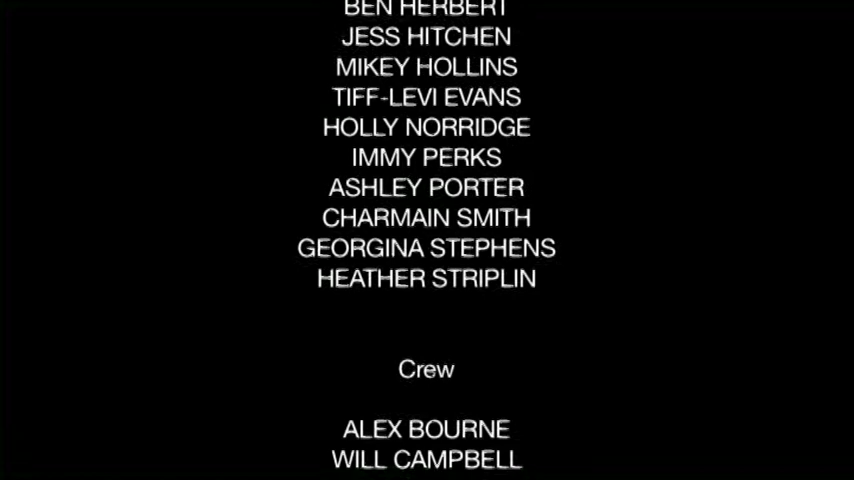 BEN HERBERT
JESS HITCHEN
MIKEY HOLLINS
TIFF-LEVI EVANS
HOLLY NORRIDGE
IMMY PERKS
ASHLEY PORTER
CHARMAIN SMITH
GEORGINA STEPHENS
HEATHER STRIPLIN
Crew
ALEX BOURNE
WILL CAMPBELL